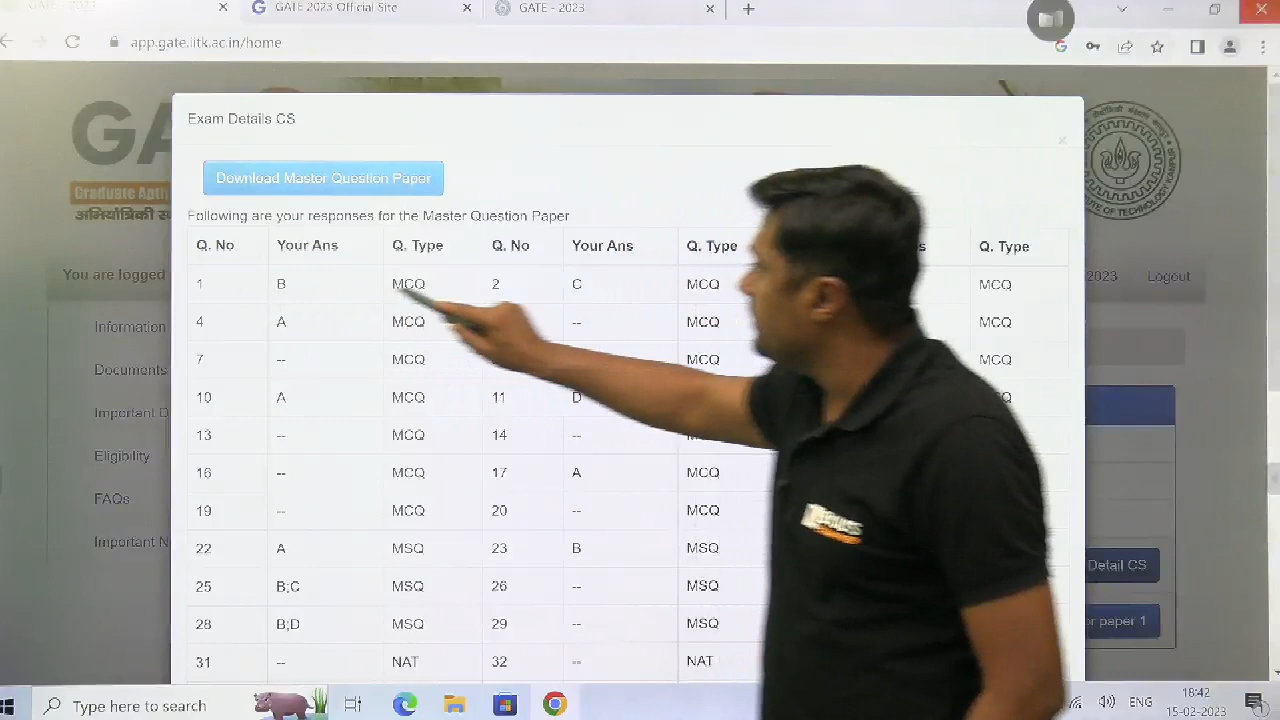 GATE 2023 Official Site
GATE - 2023
app.gate.iitk.ac.in/home
GA
Graduate Apth
Exam Details CS
Download Master Question Paper
Following are your responses for the Master Question Paper
Q. No Your Ans Q. Type Q. No Your Ans Q. Type s Q. Type
1 B MCQ 2 C MCQ MCQ
4 A MCQ -- MCQ MCQ
7 -- MCQ -- MCQ MCQ
10 A MCQ 11 D MCQ
13 -- MCQ 14 -- MCQ
16 -- MCQ 17 A MCQ
19 -- MCQ 20 -- MCQ
22 A MSQ 23 B MSQ
25 B;C MSQ 26 -- MSQ
28 B;D MSQ 29 -- MSQ
31 -- NAT 32 -- NAT
You are logged
Information
Documents
Important D
Eligibility
FAQs
Important N
2023 Logout
Detail CS
or paper 1
Type here to search
ENG
18:42
15-02-2023